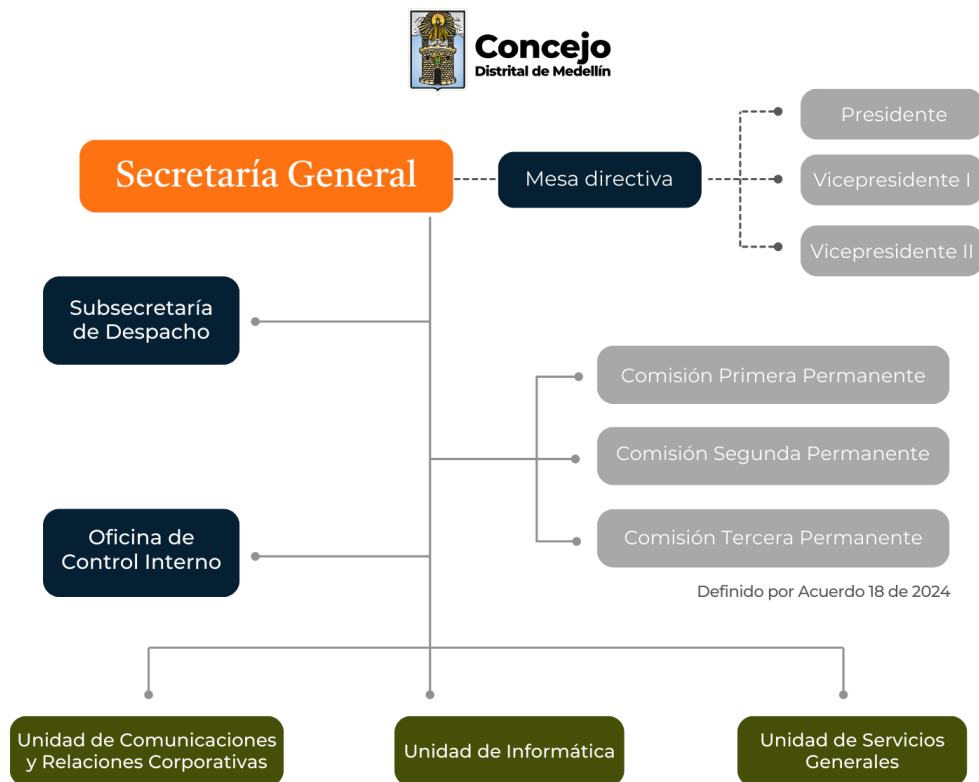 Concejo
Distrital de Medellín
Presidente
Secretaría General
Mesa directiva
Vicepresidente I
Vicepresidente II
Subsecretaría
de Despacho
Comisión Primera Permanente
Comisión Segunda Permanente
Oficina de
Control Interno
Comisión Tercera Permanente
Definido por Acuerdo 18 de 2024
Unidad de Comunicaciones
y Relaciones Corporativas
Unidad de Informática
Unidad de Servicios
Generales